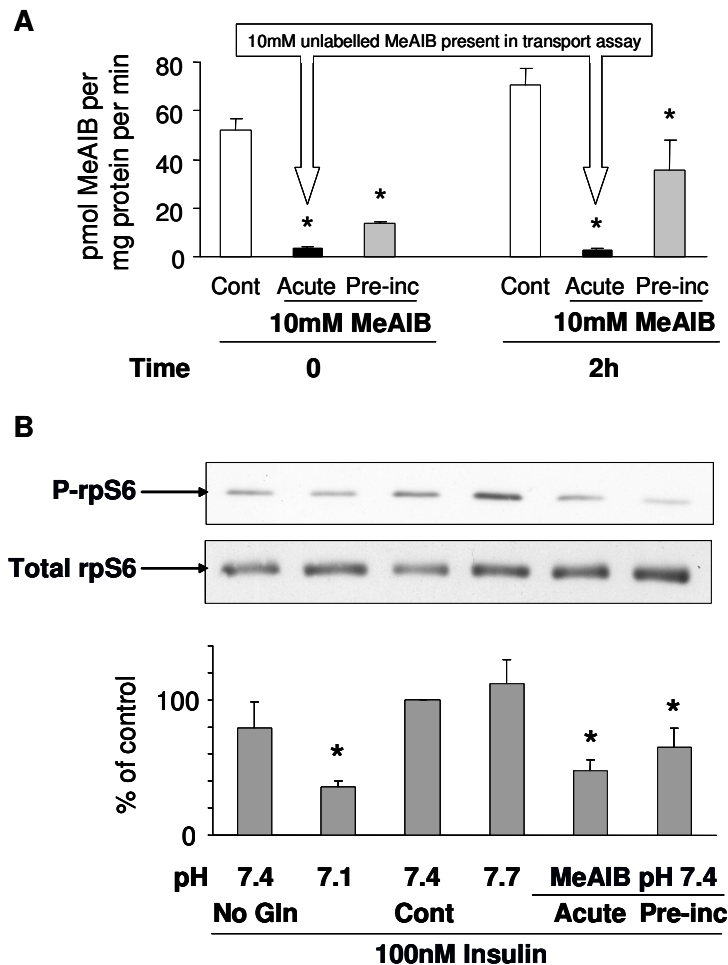 A
10mM unlabelled MeAIB present in transport assay
pmol MeAIB per
mg protein per min
80
60
40
20
0
*
*
*
*
Cont Acute Pre-inc Cont Acute Pre-inc
10mM MeAIB 10mM MeAIB
Time 0 2h
B
P-rpS6
Total rpS6
% of control
100
0
*
*
*
pH 7.4 7.1 7.4 7.7 MeAIB pH 7.4
No Gln Cont Acute Pre-inc
100nM Insulin